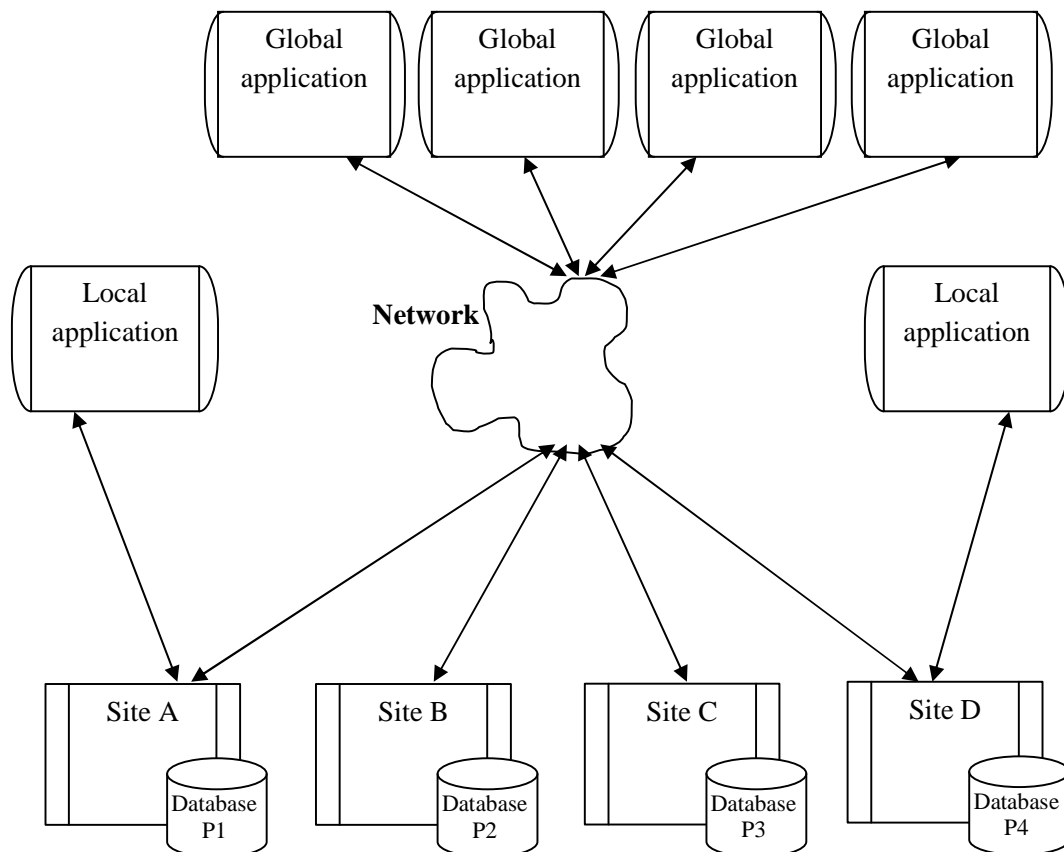 Global
application
Global
application
Global
application
Global
application
Local
application
Network
Local
application
Site A
Database
P1
Site B
Database
P2
Site C
Database
P3
Site D
Database
P4